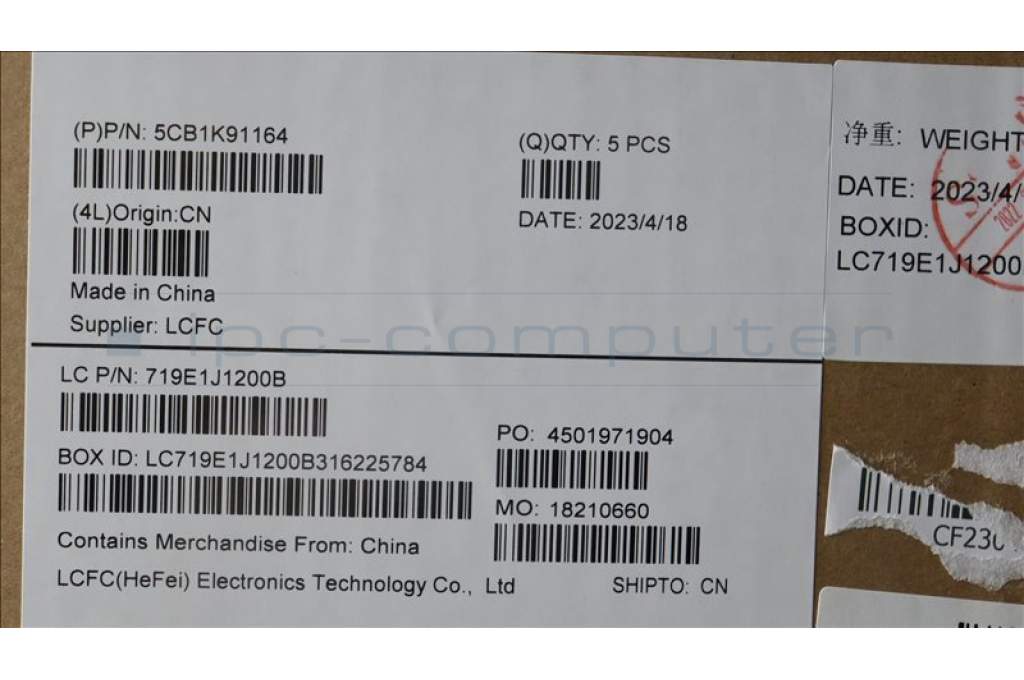 (P)P/N: 5CB1K91164
(4L)Origin:CN
Made in China
Supplier: LCFC
(Q)QTY: 5 PCS
DATE: 2023/4/18
净重: WEIGHT
DATE: 2023/4/
BOXID:
LC719E1J1200
ipc-computer
LC P/N: 719E1J1200B
BOX ID: LC719E1J1200B316225784
Contains Merchandise From: China
LCFC(HeFei) Electronics Technology Co., Ltd
PO: 4501971904
MO: 18210660
SHIPTO: CN
CF230